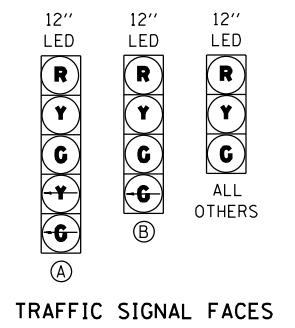 12'' 12'' 12''
LED LED LED
R R R
Y Y Y
G G G
Y G ALL
OTHERS
G B
A
TRAFFIC SIGNAL FACES